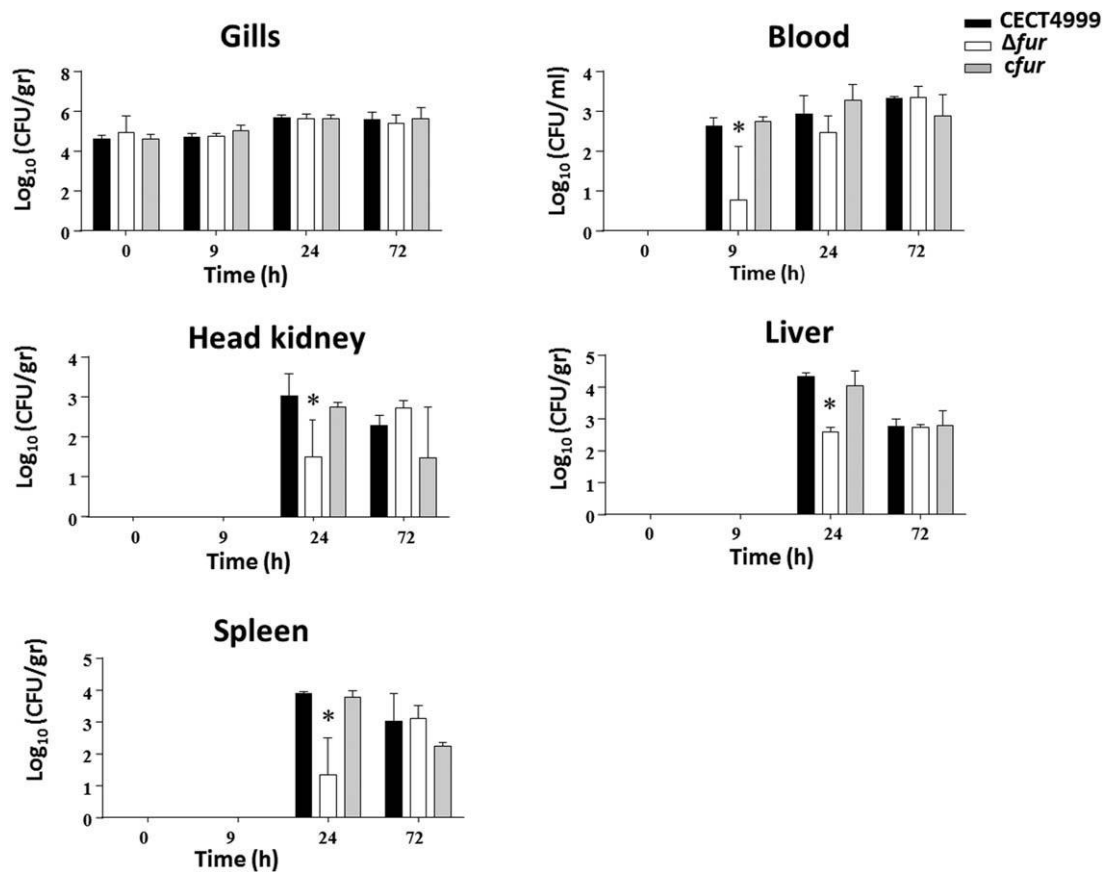 CECT4999
Δfur
cfur
Gills
Log₁₀ (CFU/gr)
8
6
4
2
0
0 9 24 72
Time (h)
Blood
Log₁₀ (CFU/ml)
4
3
2
1
0
*
0 9 24 72
Time (h)
Head kidney
Log₁₀ (CFU/gr)
4
3
2
1
0
*
0 9 24 72
Time (h)
Liver
Log₁₀ (CFU/gr)
5
4
3
2
1
0
*
0 9 24 72
Time (h)
Spleen
Log₁₀ (CFU/gr)
5
4
3
2
1
0
*
0 9 24 72
Time (h)